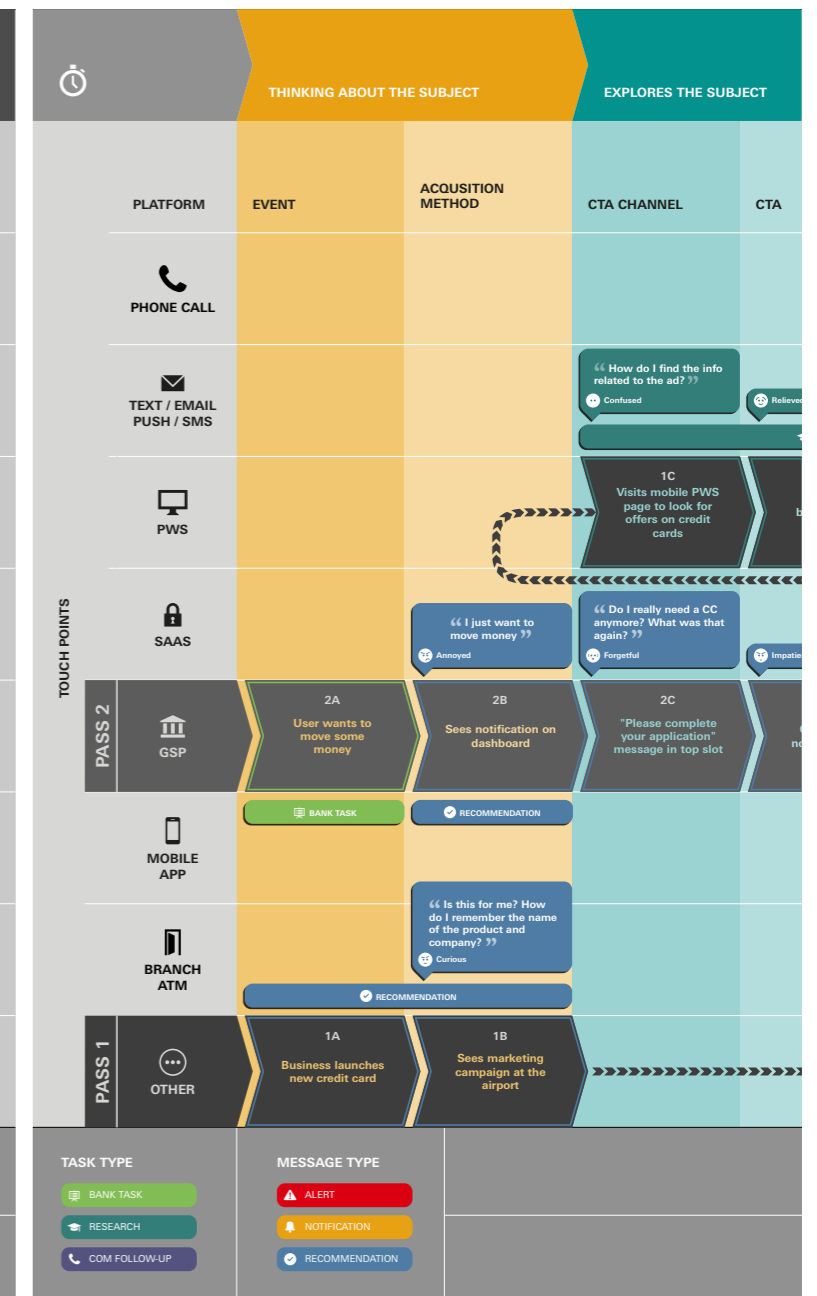 THINKING ABOUT THE SUBJECT
EXPLORES THE SUBJECT
PLATFORM
EVENT
ACQUSITION
METHOD
CTA CHANNEL
CTA
PHONE CALL
TEXT / EMAIL
PUSH / SMS
“ How do I find the info
related to the ad? ”
Confused
Relieved
PWS
1C
Visits mobile PWS
page to look for
offers on credit
cards
TOUCH POINTS
SAAS
“ I just want to
move money ”
Annoyed
“ Do I really need a CC
anymore? What was that
again? ”
Forgetful
Impatie
PASS 2
GSP
2A
User wants to
move some
money
2B
Sees notification on
dashboard
2C
"Please complete
your application"
message in top slot
MOBILE
APP
BANK TASK
RECOMMENDATION
BRANCH
ATM
“ Is this for me? How
do I remember the name
of the product and
company? ”
Curious
RECOMMENDATION
PASS 1
OTHER
1A
Business launches
new credit card
1B
Sees marketing
campaign at the
airport
TASK TYPE
BANK TASK
RESEARCH
COM FOLLOW-UP
MESSAGE TYPE
ALERT
NOTIFICATION
RECOMMENDATION